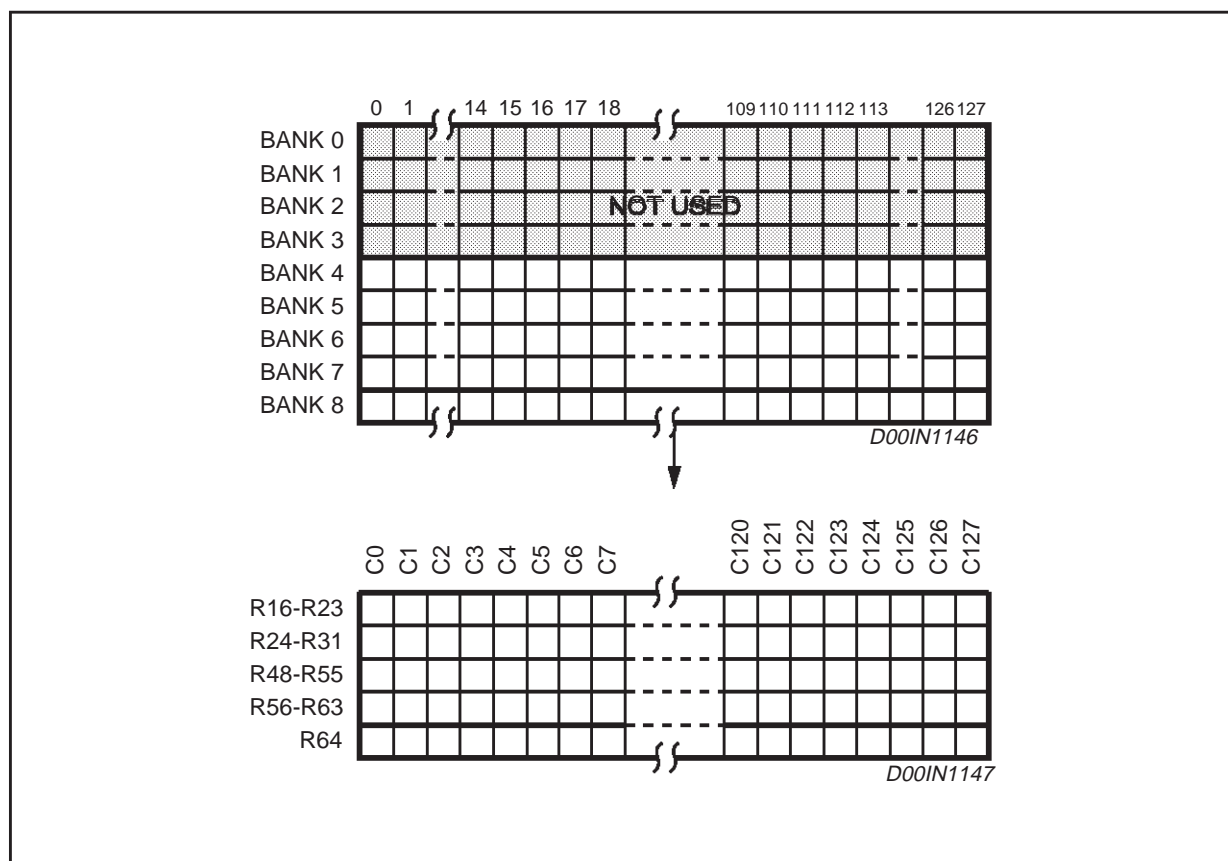 0 1 14 15 16 17 18 109 110 111 112 113 126 127
BANK 0
BANK 1
BANK 2
NOT USED
BANK 3
BANK 4
BANK 5
BANK 6
BANK 7
BANK 8
D00IN1146
C0 C1 C2 C3 C4 C5 C6 C7 C120 C121 C122 C123 C124 C125 C126 C127
R16-R23
R24-R31
R48-R55
R56-R63
R64
D00IN1147